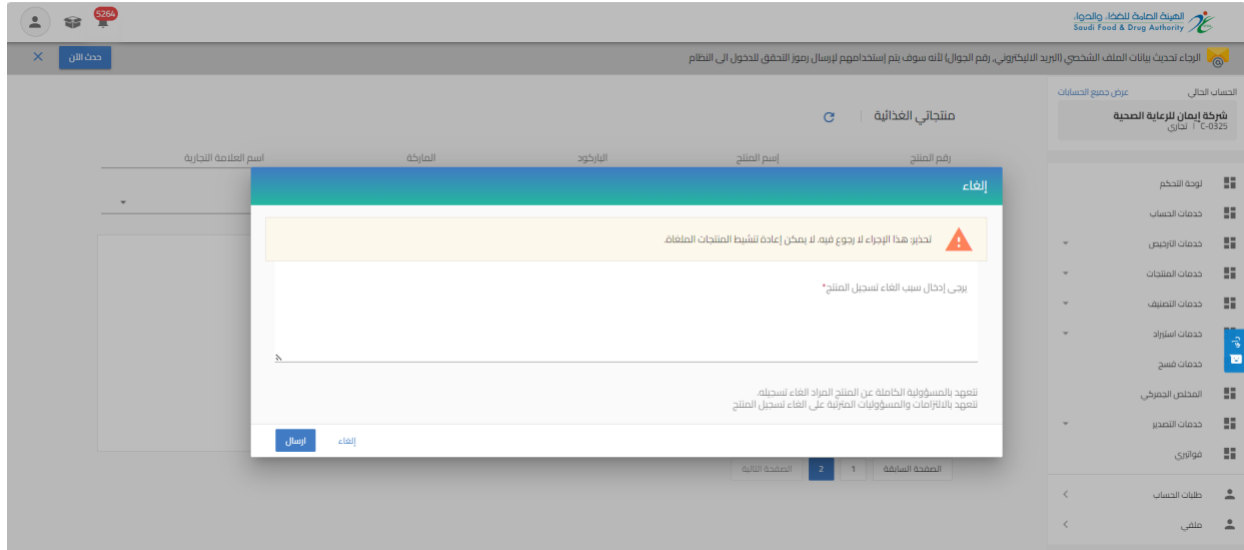 5264
الهيئة العامة للغذاء والدواء
Saudi Food & Drug Authority
الرجاء تحديث بيانات الملف الشخصي (البريد الاليكتروني, رقم الجوال) لأنه سوف يتم إستخدامهم لإرسال رموز التحقق للدخول الى النظام
حدث الآن
الحساب الحالي
عرض جميع الحسابات
شركة إيمان للرعاية الصحية
C-0325 | تجاري
لوحة التحكم
خدمات الحساب
خدمات الترخيص
خدمات المنتجات
خدمات التصنيف
خدمات استيراد
خدمات فسح
المخلص الجمركي
خدمات التصدير
فواتيري
طلبات الحساب
ملفي
رأي
منتجاتي الغذائية
رقم المنتج
إسم المنتج
الباركود
الماركة
اسم العلامة التجارية
إلغاء
تحذير: هذا الإجراء لا رجوع فيه. لا يمكن إعادة تنشيط المنتجات الملغاة.
يرجى إدخال سبب الغاء تسجيل المنتج*
نتعهد بالمسؤولية الكاملة عن المنتج المراد الغاء تسجيله.
نتعهد بالالتزامات والمسؤوليات المترتبة على الغاء تسجيل المنتج
إلغاء
ارسال
الصفحة السابقة
1
2
الصفحة التالية